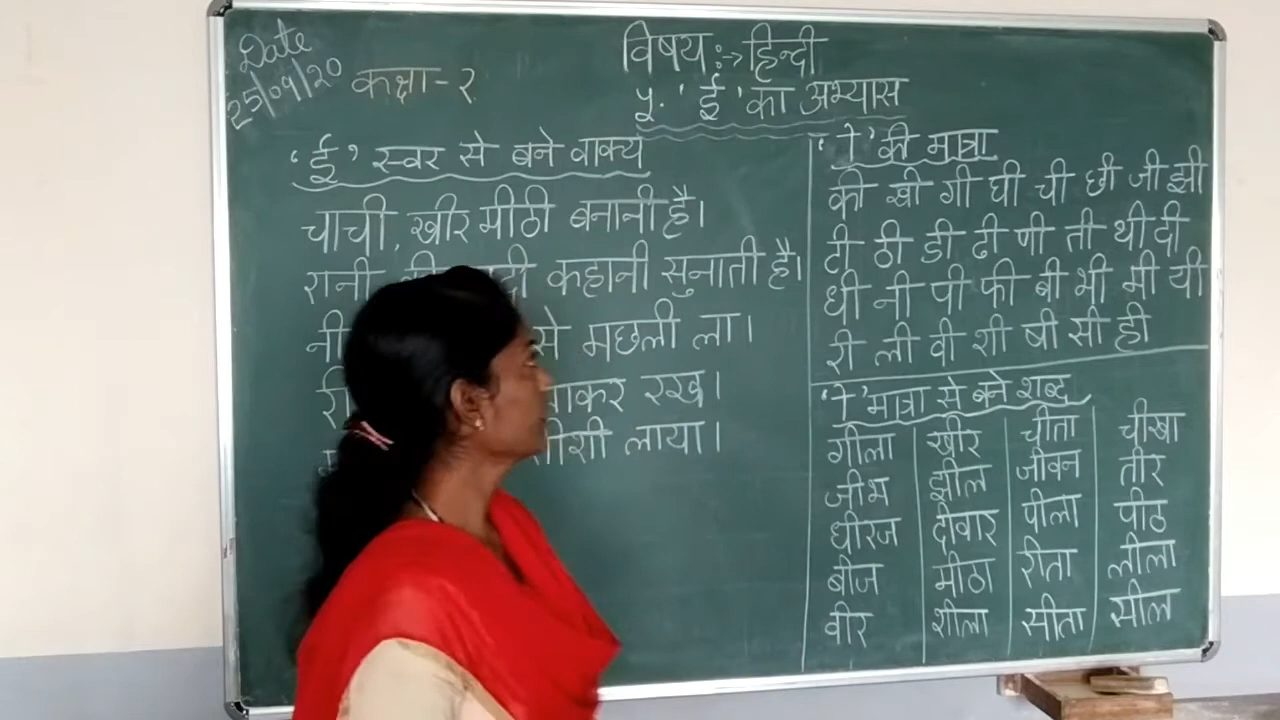 Date
25/09/20
कक्षा-२
विषय:→हिन्दी
५. 'ई' का अभ्यास
'ई' स्वर से बने वाक्य
चाची, खीर मीठी बनानी है।
रानी कहानी सुनाती है।
से मछली ला।
रख।
लाया।
'ी' की मात्रा
की खी गी घी ची छी जी झी
टी ठी डी ढी णी ती थी दी
धी नी पी फी बी भी मी यी
री ली वी शी षी सी ही
'ी' मात्रा से बने शब्द
गीला खीर चीता चीखा
जीभ झील जीवन तीर
धीरज दीवार पीला पीठ
बीज मीठा रीता लीला
वीर शीला सीता सील